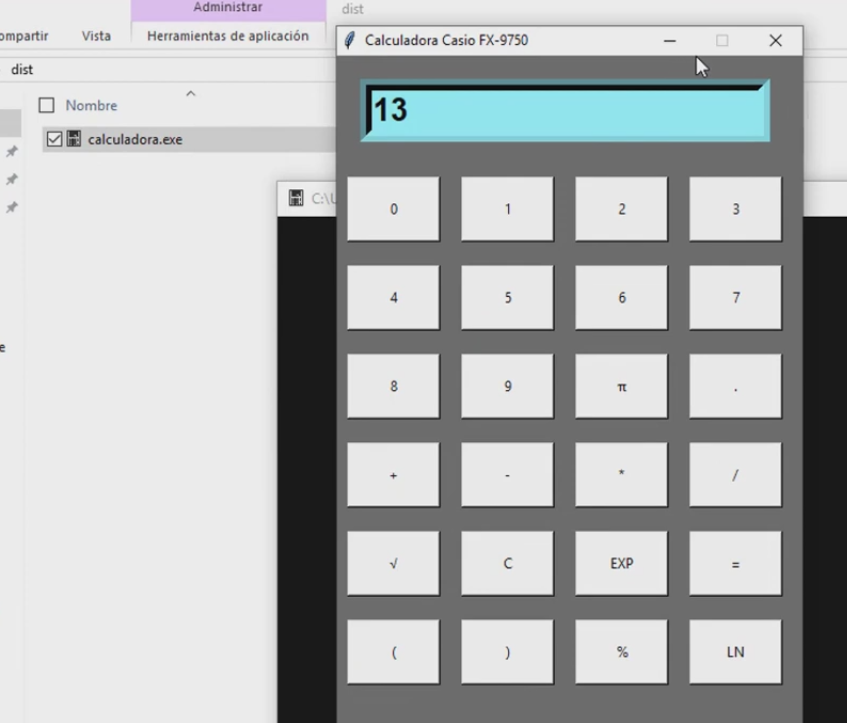 Administrar
dist
ompartir
Vista
Herramientas de aplicación
Calculadora Casio FX-9750
dist
Nombre
calculadora.exe
13
C:\U
0 1 2 3
4 5 6 7
e
8 9 π .
+ - * /
√ C EXP =
( ) % LN